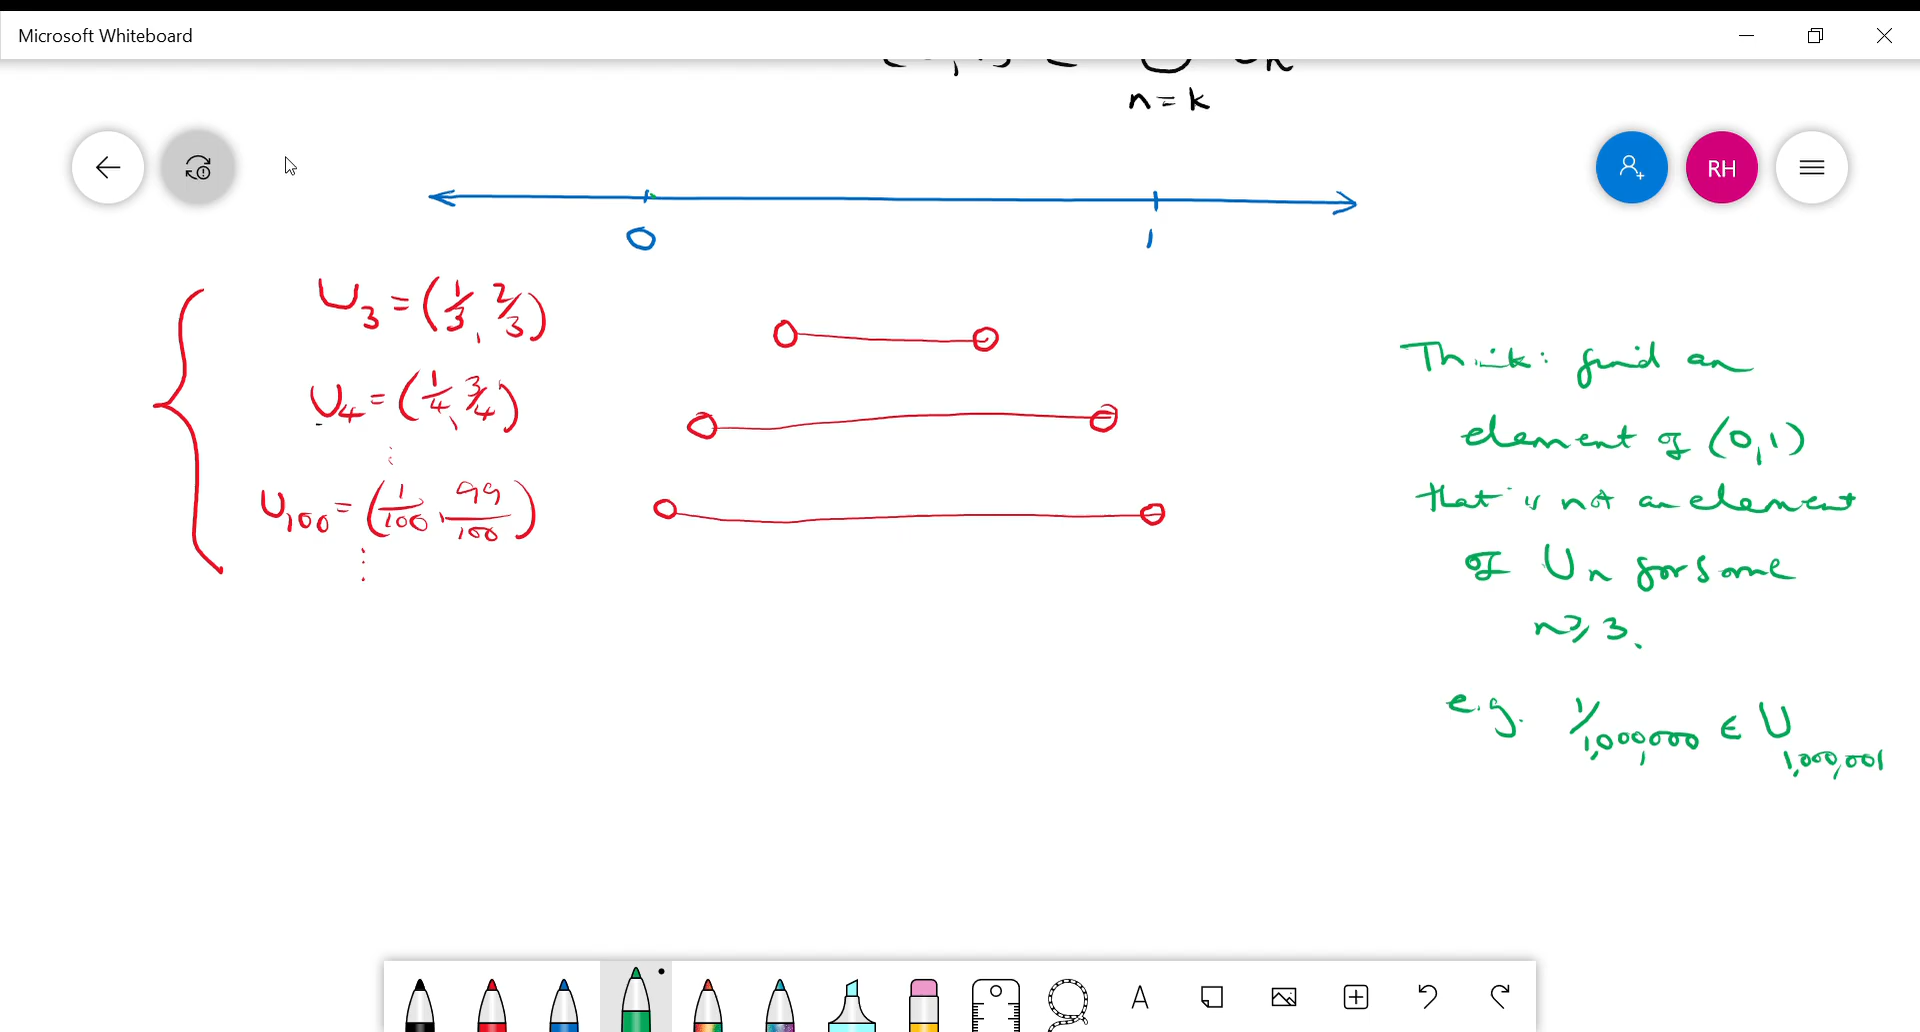 Microsoft Whiteboard
n = k
RH
0 1
U₃ = (1/3, 2/3)
U₄ = (1/4, 3/4)
⋮
U₁₀₀ = (1/100, 99/100)
⋮
Think: find an
element of (0,1)
that is not an element
of Uₙ for some
n ≥ 3.
e.g. 1/1,000,000 ∈ U₁,₀₀₀,₀₀₁
A